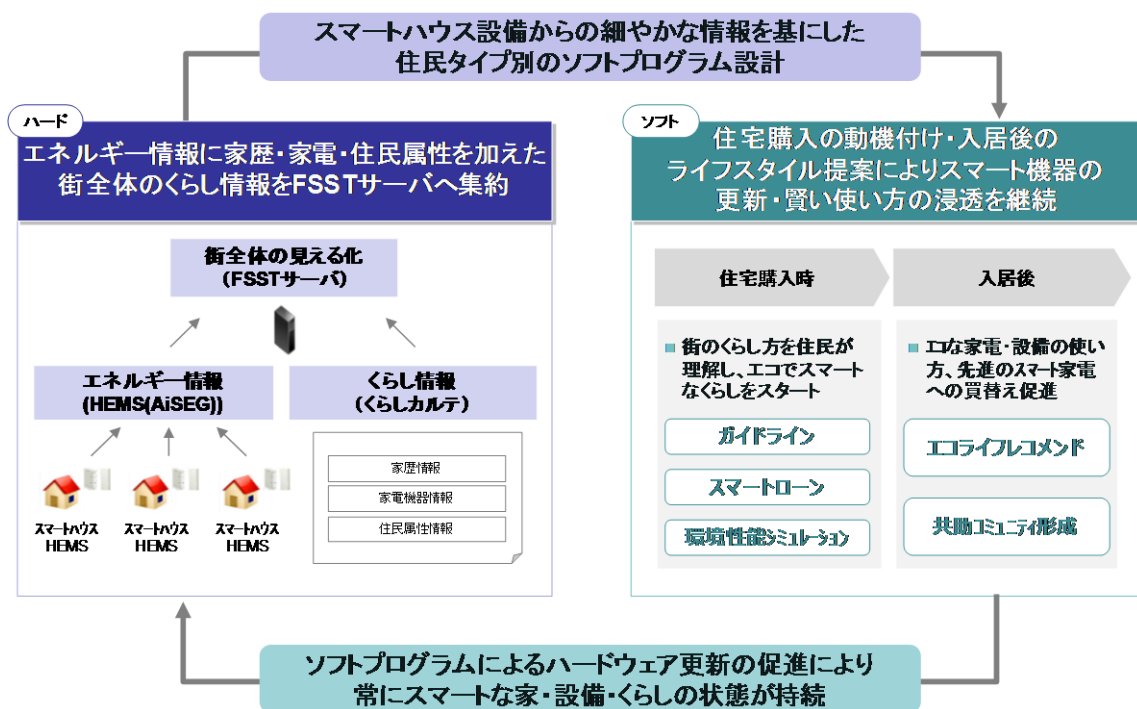 スマートハウス設備からの細やかな情報を基にした
住民タイプ別のソフトプログラム設計
ハード
エネルギー情報に家歴・家電・住民属性を加えた
街全体のくらし情報をFSSTサーバへ集約
街全体の見える化
(FSSTサーバ)
エネルギー情報
(HEMS(AiSEG))
くらし情報
(くらしカルテ)
スマートハウス
HEMS
スマートハウス
HEMS
スマートハウス
HEMS
家歴情報
家電機器情報
住民属性情報
ソフト
住宅購入の動機付け・入居後の
ライフスタイル提案によりスマート機器の
更新・賢い使い方の浸透を継続
住宅購入時
入居後
街のくらし方を住民が
理解し、エコでスマート
なくらしをスタート
ガイドライン
スマートローン
環境性能シミュレーション
エコな家電・設備の使い
方、先進のスマート家電
への買替え促進
エコライフレコメンド
共助コミュニティ形成
ソフトプログラムによるハードウェア更新の促進により
常にスマートな家・設備・くらしの状態が持続